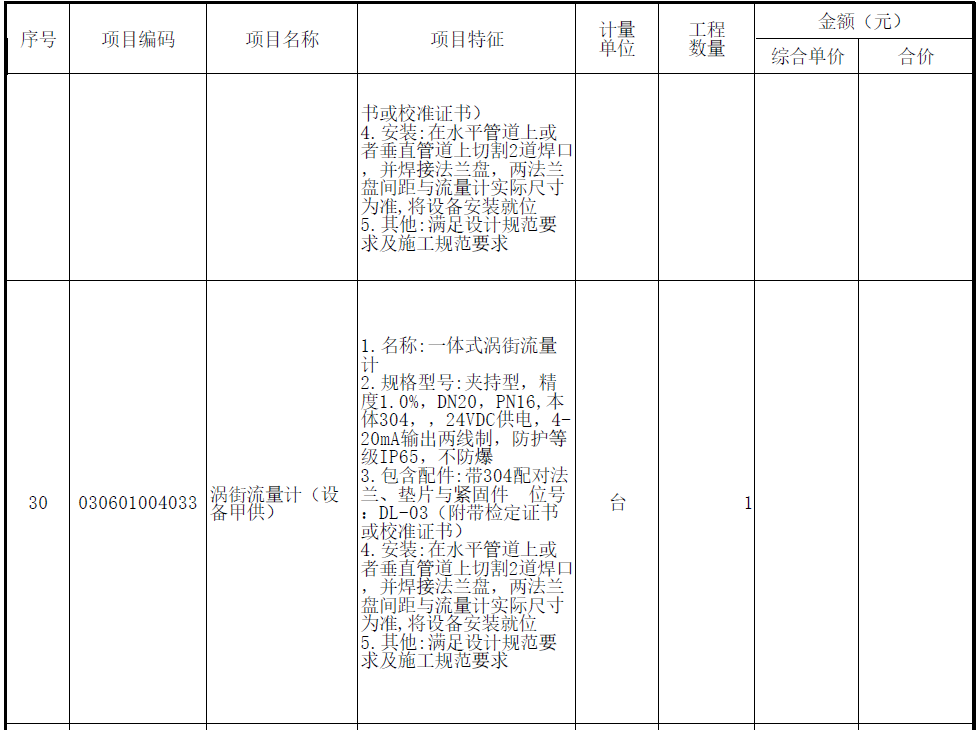 序号 项目编码 项目名称 项目特征 计量单位 工程数量 金额（元）
综合单价 合价
书或校准证书）
4.安装:在水平管道上或
者垂直管道上切割2道焊口
，并焊接法兰盘，两法兰
盘间距与流量计实际尺寸
为准,将设备安装就位
5.其他:满足设计规范要
求及施工规范要求
30 030601004033 涡街流量计（设
备甲供）
1.名称:一体式涡街流量
计
2.规格型号:夹持型，精
度1.0%，DN20，PN16,本
体304，，24VDC供电，4-
20mA输出两线制，防护等
级IP65，不防爆
3.包含配件:带304配对法
兰、垫片与紧固件　位号
：DL-03（附带检定证书
或校准证书）
4.安装:在水平管道上或
者垂直管道上切割2道焊口
，并焊接法兰盘，两法兰
盘间距与流量计实际尺寸
为准,将设备安装就位
5.其他:满足设计规范要
求及施工规范要求
台 1